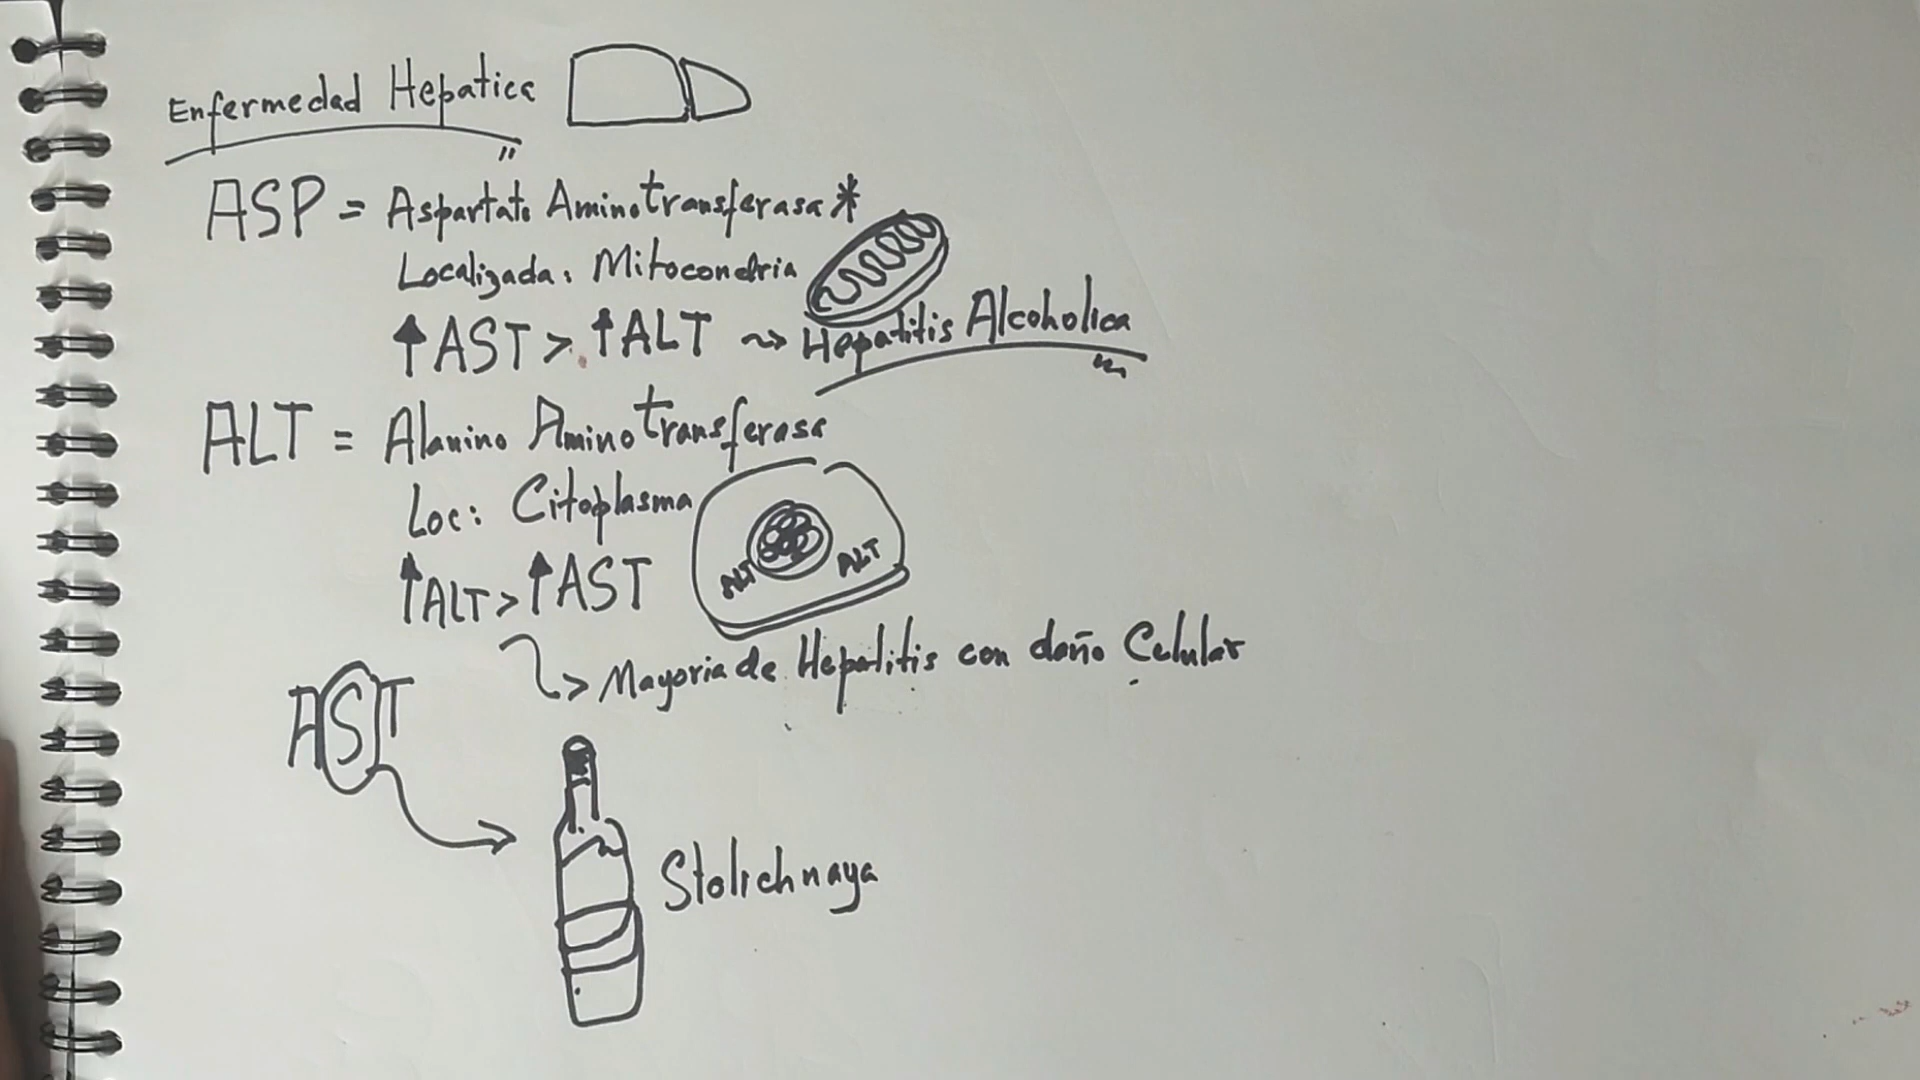 Enfermedad Hepatica
ASP = Aspartato Aminotransferasa *
Localizada: Mitocondria
↑AST > ↑ALT ~> Hepatitis Alcoholica
ALT = Alanino Aminotransferasa
Loc: Citoplasma
ALT ALT
↑ALT > ↑AST
Mayoria de Hepatitis con daño Celular
AST
Stolichnaya